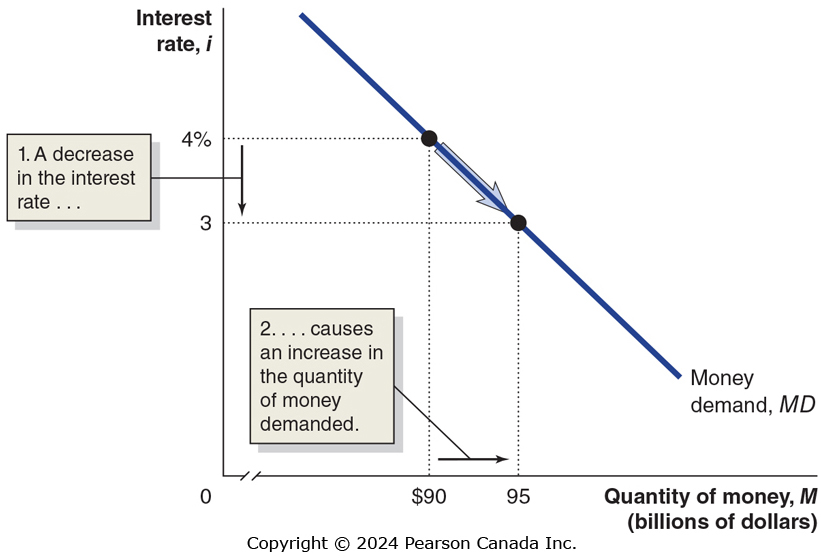 Interest
rate, i
4%
1. A decrease
in the interest
rate . . .
3
2. . . . causes
an increase in
the quantity
of money
demanded.
Money
demand, MD
0
$90
95
Quantity of money, M
(billions of dollars)
Copyright © 2024 Pearson Canada Inc.